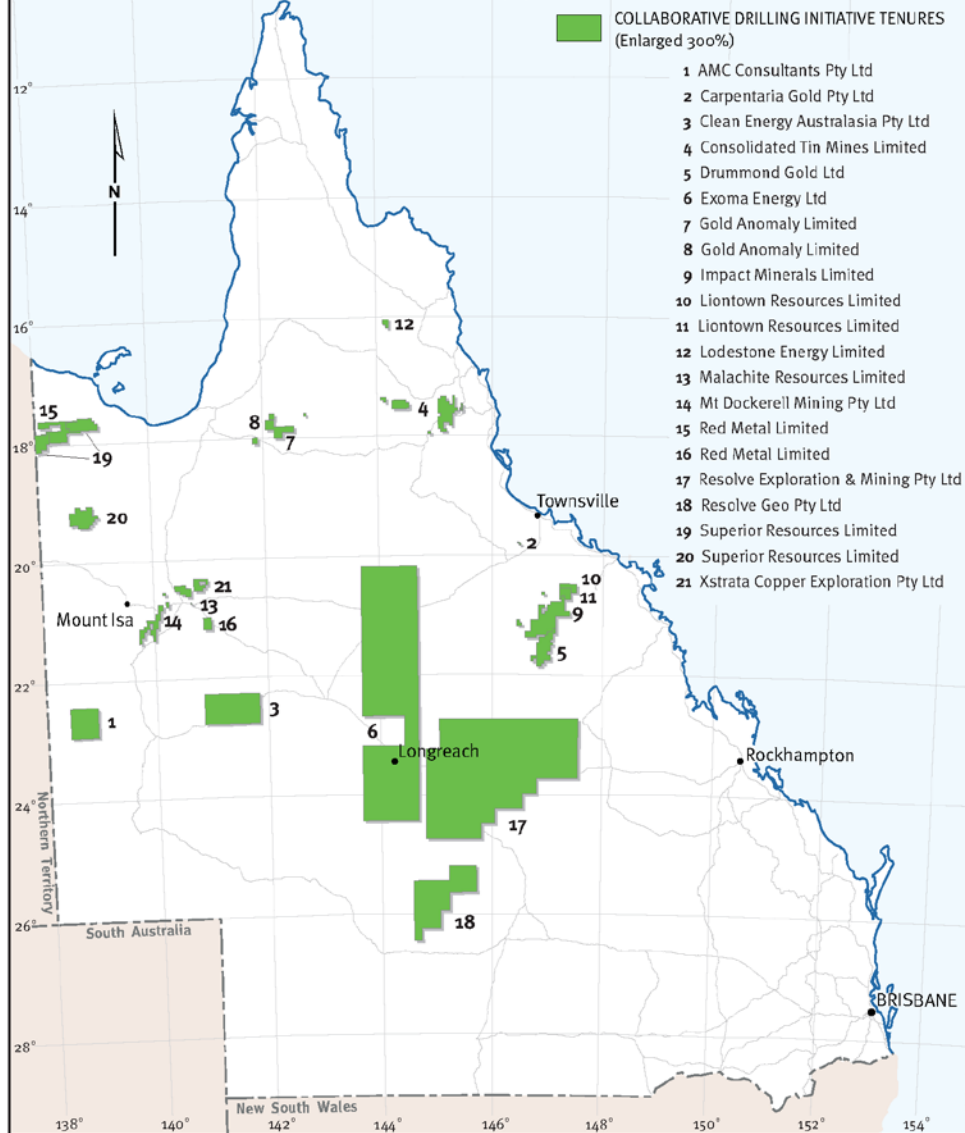 COLLABORATIVE DRILLING INITIATIVE TENURES
(Enlarged 300%)
1 AMC Consultants Pty Ltd
2 Carpentaria Gold Pty Ltd
3 Clean Energy Australasia Pty Ltd
4 Consolidated Tin Mines Limited
5 Drummond Gold Ltd
6 Exoma Energy Ltd
7 Gold Anomaly Limited
8 Gold Anomaly Limited
9 Impact Minerals Limited
10 Liontown Resources Limited
11 Liontown Resources Limited
12 Lodestone Energy Limited
13 Malachite Resources Limited
14 Mt Dockerell Mining Pty Ltd
15 Red Metal Limited
16 Red Metal Limited
17 Resolve Exploration & Mining Pty Ltd
18 Resolve Geo Pty Ltd
19 Superior Resources Limited
20 Superior Resources Limited
21 Xstrata Copper Exploration Pty Ltd
12°
N
14°
16°
12
15
8
4
7
18°
19
Townsville
20
2
20°
21
10
Mount Isa
13
11
14
16
9
5
22°
1
3
6
Longreach
Rockhampton
24°
17
Northern Territory
18
26°
South Australia
BRISBANE
28°
New South Wales
138°
140°
142°
144°
146°
148°
150°
152°
154°